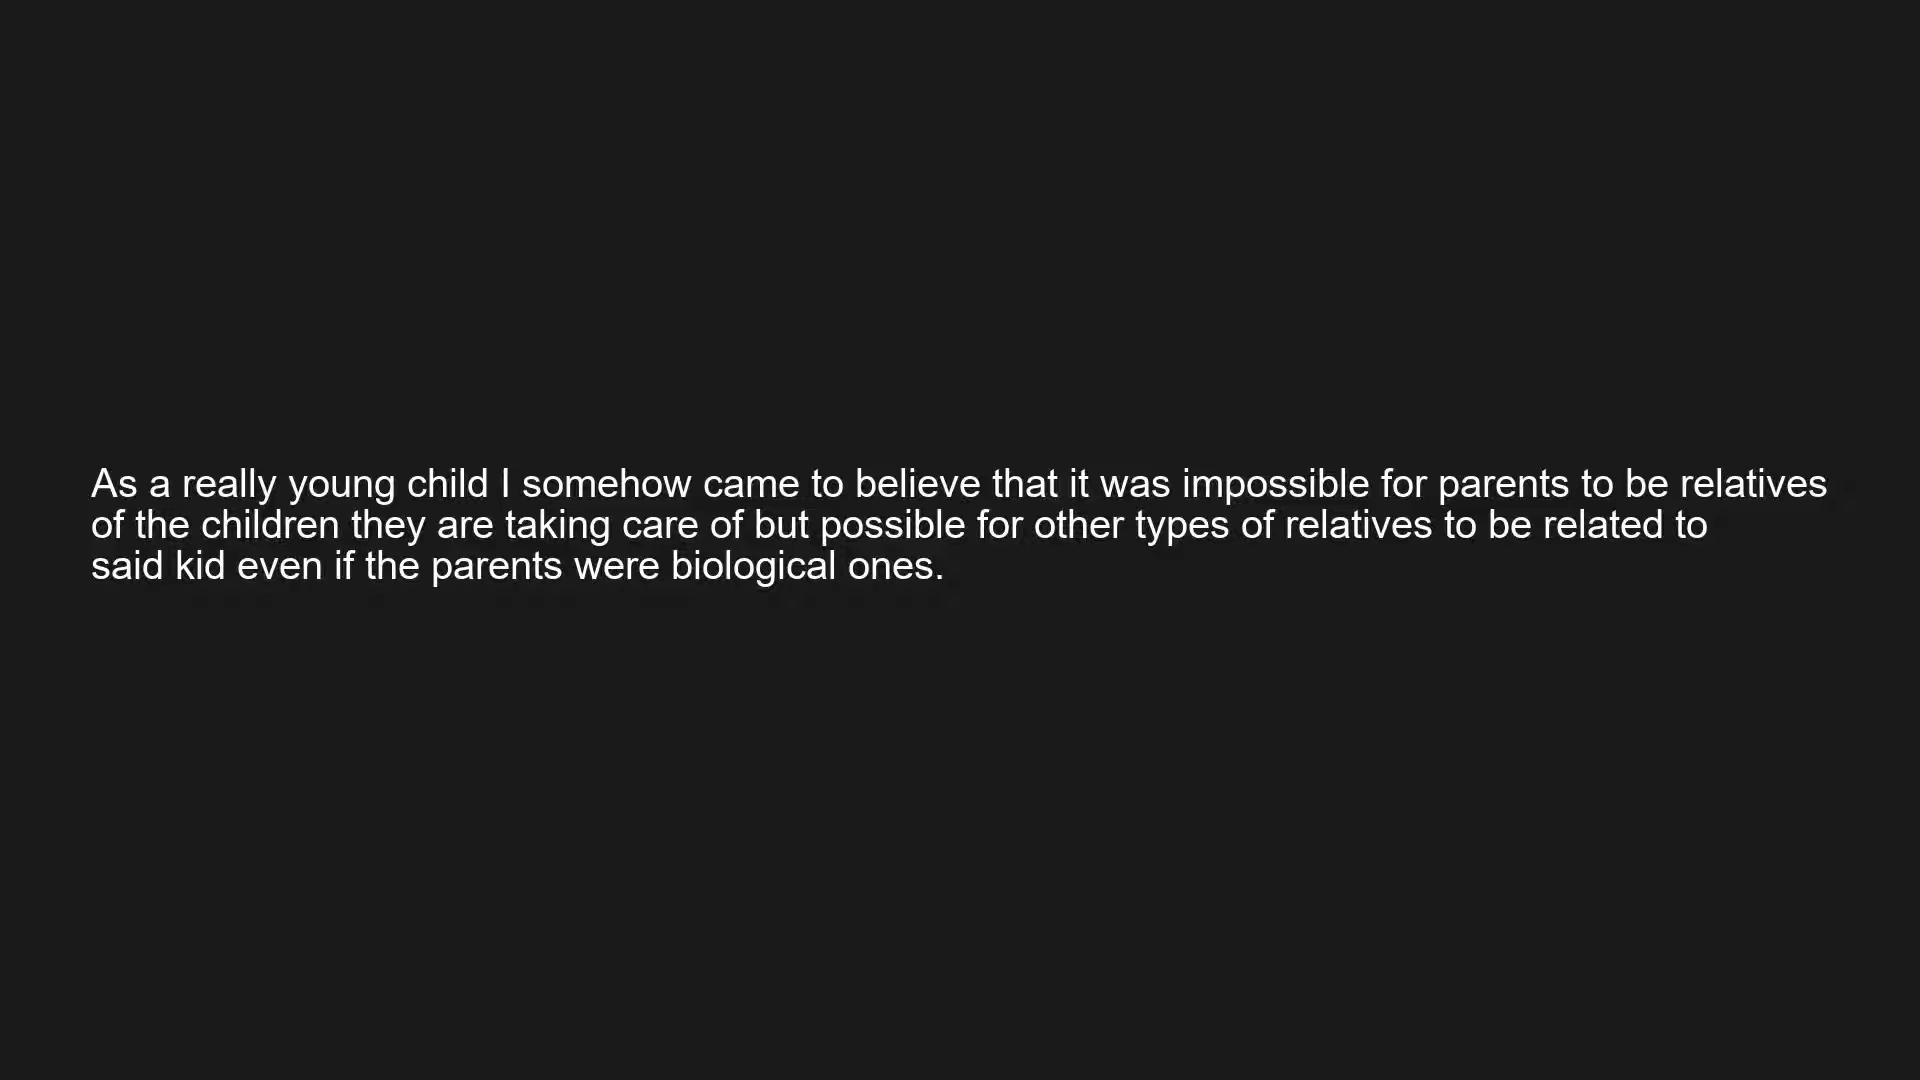 As a really young child I somehow came to believe that it was impossible for parents to be relatives
of the children they are taking care of but possible for other types of relatives to be related to
said kid even if the parents were biological ones.